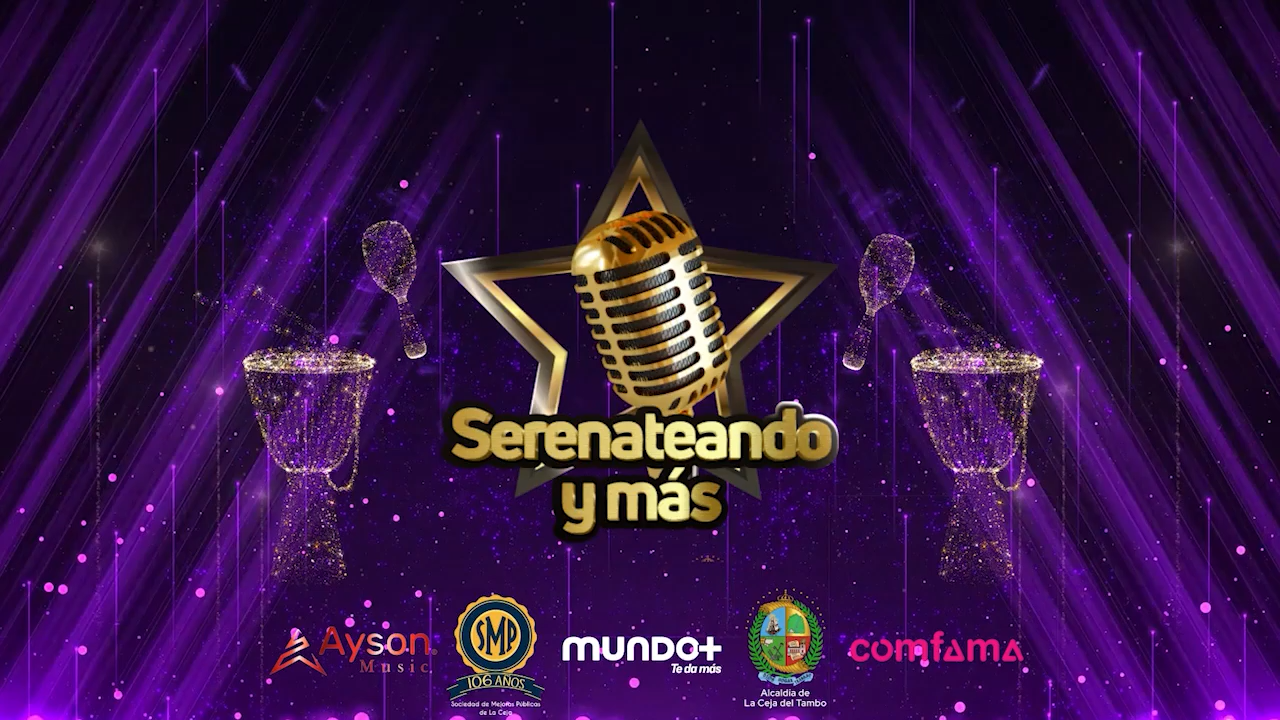 Serenateando
y más
Ayson®
Music
SMP
106 AÑOS
Sociedad de Mejoras Públicas
de La Ceja
mundo+
Te da más
Alcaldía de
La Ceja del Tambo
comfama